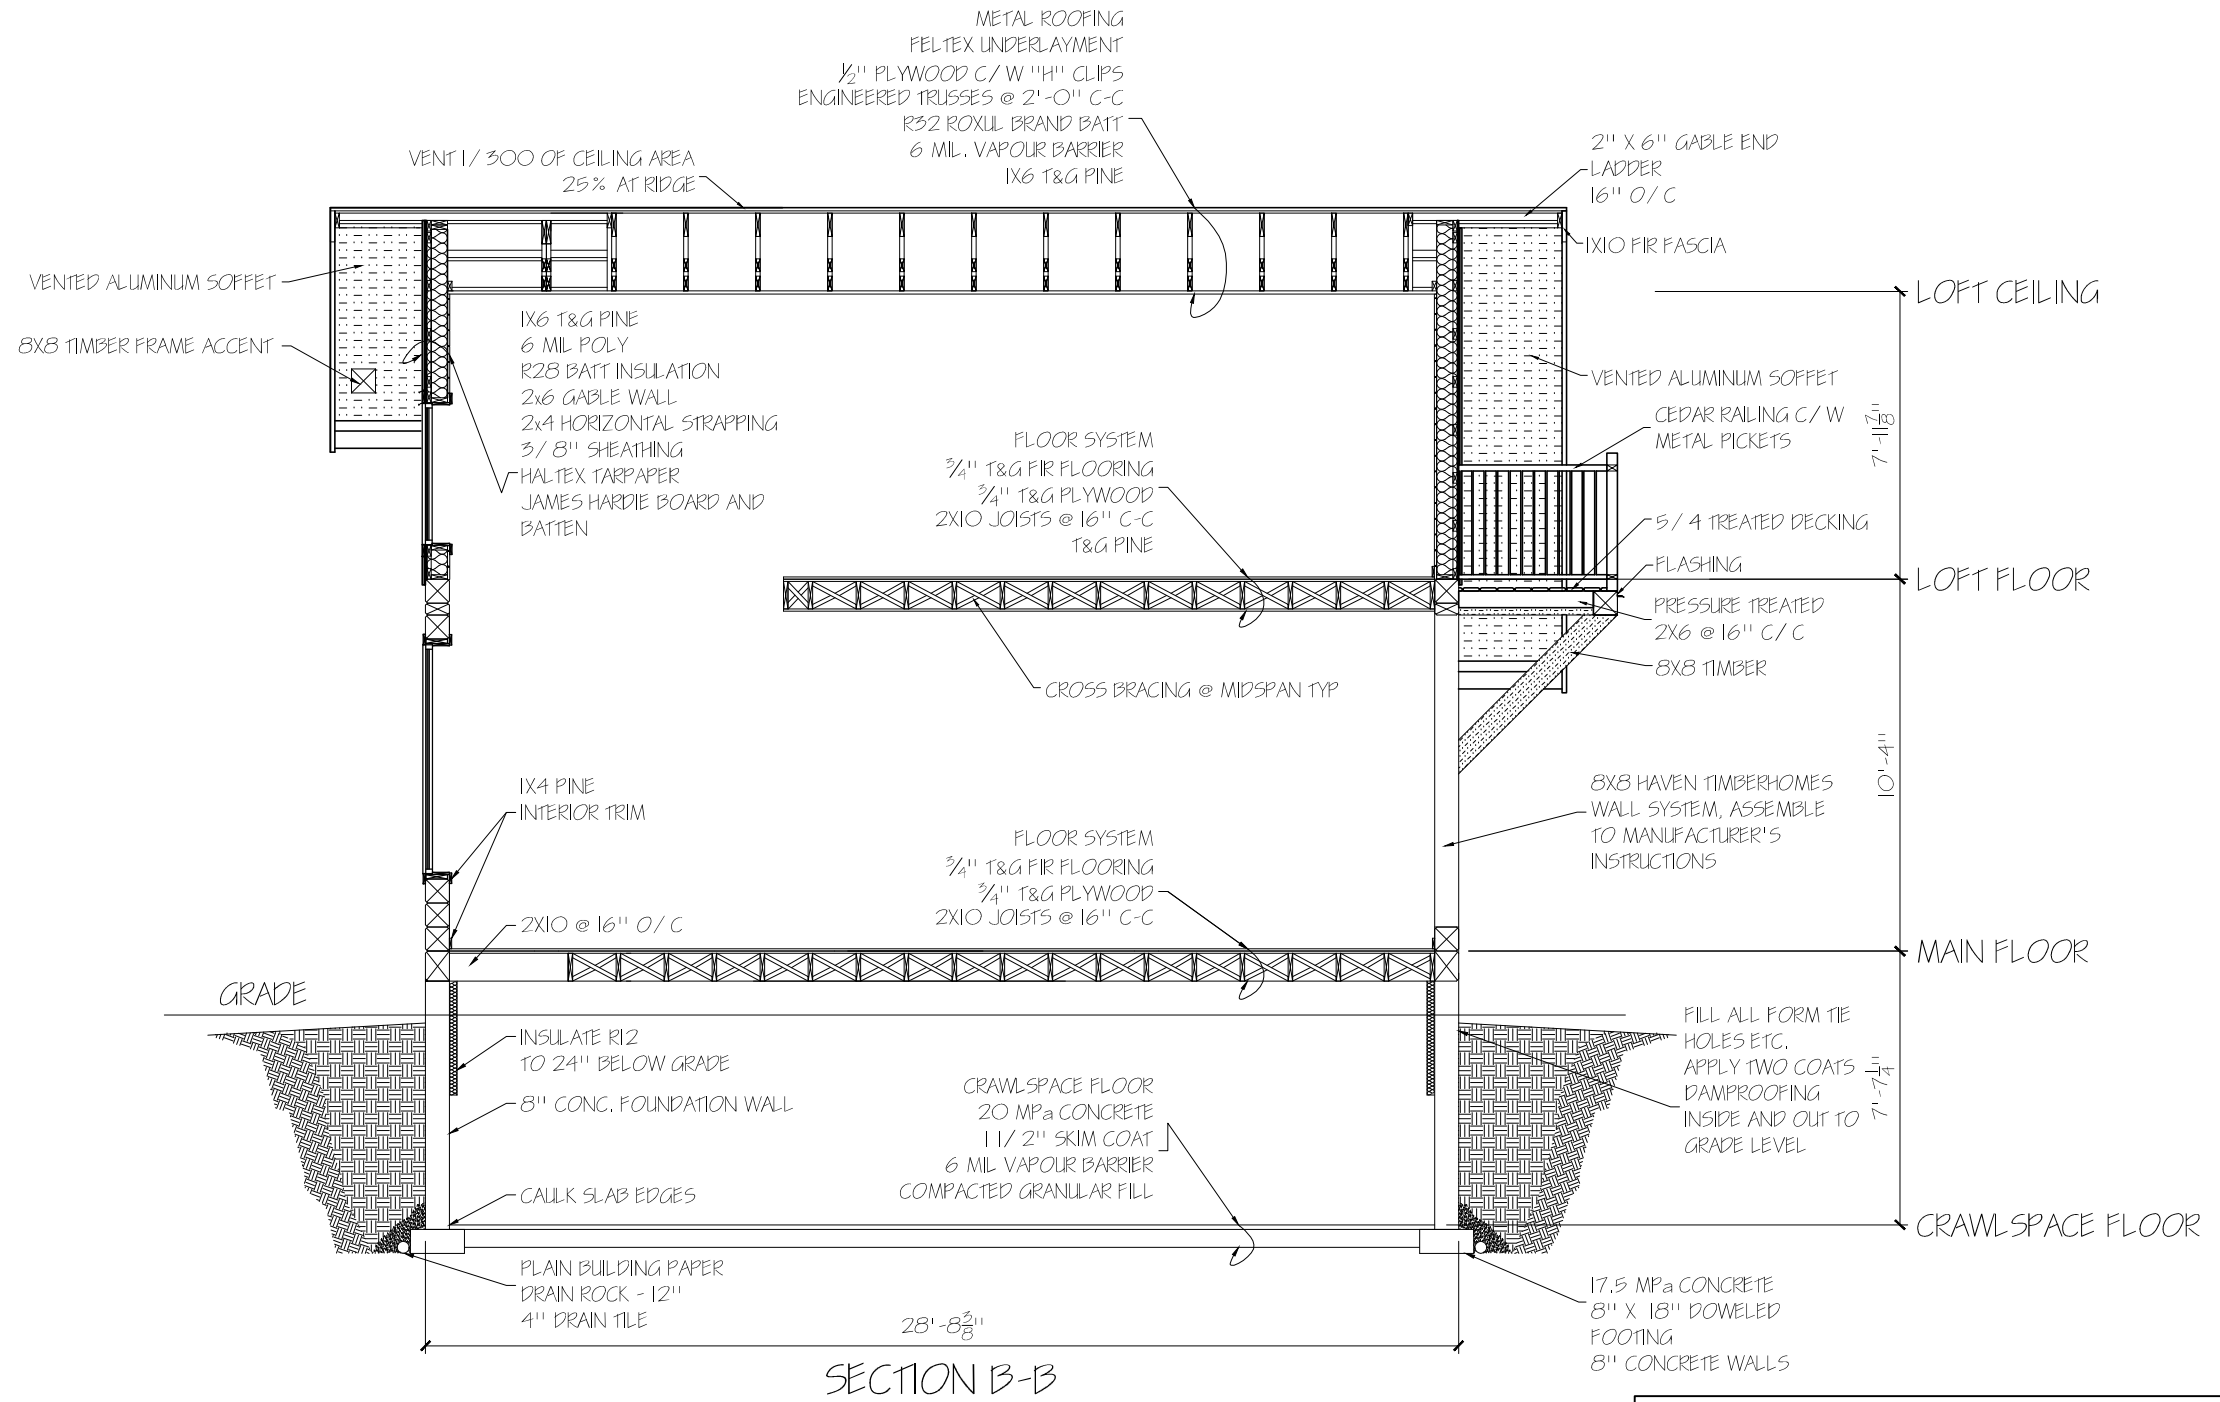 METAL ROOFING
FELTEX UNDERLAYMENT
1/2" PLYWOOD C/W "H" CLIPS
ENGINEERED TRUSSES @ 2'-0" C-C
R32 ROXUL BRAND BATT
6 MIL. VAPOUR BARRIER
1X6 T&G PINE
VENT 1/300 OF CEILING AREA
25% AT RIDGE
2" X 6" GABLE END
LADDER
16" O/C
1X10 FIR FASCIA
VENTED ALUMINUM SOFFET
8X8 TIMBER FRAME ACCENT
LOFT CEILING
1X6 T&G PINE
6 MIL POLY
R28 BATT INSULATION
2x6 GABLE WALL
2x4 HORIZONTAL STRAPPING
3/8" SHEATHING
HALTEX TARPAPER
JAMES HARDIE BOARD AND
BATTEN
VENTED ALUMINUM SOFFET
CEDAR RAILING C/W
METAL PICKETS
7'-11 7/8"
FLOOR SYSTEM
3/4" T&G FIR FLOORING
3/4" T&G PLYWOOD
2X10 JOISTS @ 16" C-C
T&G PINE
5/4 TREATED DECKING
FLASHING
LOFT FLOOR
PRESSURE TREATED
2X6 @ 16" C/C
8X8 TIMBER
CROSS BRACING @ MIDSPAN TYP
10'-4"
1X4 PINE
INTERIOR TRIM
8X8 HAVEN TIMBERHOMES
WALL SYSTEM, ASSEMBLE
TO MANUFACTURER'S
INSTRUCTIONS
FLOOR SYSTEM
3/4" T&G FIR FLOORING
3/4" T&G PLYWOOD
2X10 JOISTS @ 16" C-C
2X10 @ 16" O/C
MAIN FLOOR
GRADE
INSULATE R12
TO 24" BELOW GRADE
8" CONC. FOUNDATION WALL
FILL ALL FORM TIE
HOLES ETC.
APPLY TWO COATS
DAMPROOFING
INSIDE AND OUT TO
GRADE LEVEL
7'-7 1/4"
CRAWLSPACE FLOOR
20 MPa CONCRETE
1 1/2" SKIM COAT
6 MIL VAPOUR BARRIER
COMPACTED GRANULAR FILL
CAULK SLAB EDGES
CRAWLSPACE FLOOR
PLAIN BUILDING PAPER
DRAIN ROCK - 12"
4" DRAIN TILE
17.5 MPa CONCRETE
8" X 18" DOWELED
FOOTING
8" CONCRETE WALLS
28'-8 3/8"
SECTION B-B